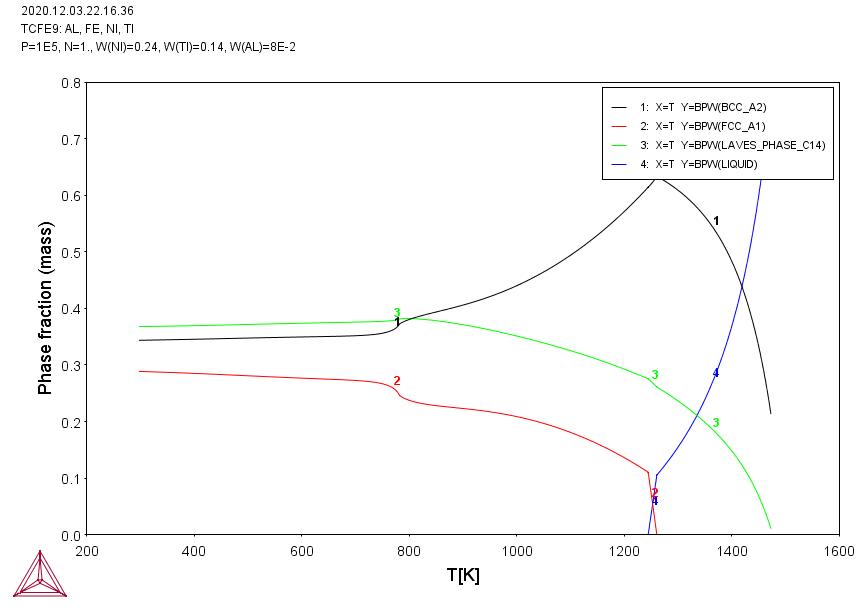 2020.12.03.22.16.36
TCFE9: AL, FE, NI, TI
P=1E5, N=1., W(NI)=0.24, W(TI)=0.14, W(AL)=8E-2
0.8
0.7
0.6
0.5
0.4
0.3
0.2
0.1
0.0
Phase fraction (mass)
1: X=T Y=BPW(BCC_A2)
2: X=T Y=BPW(FCC_A1)
3: X=T Y=BPW(LAVES_PHASE_C14)
4: X=T Y=BPW(LIQUID)
1
3
1
2
3
4
3
2
4
200 400 600 800 1000 1200 1400 1600
T[K]